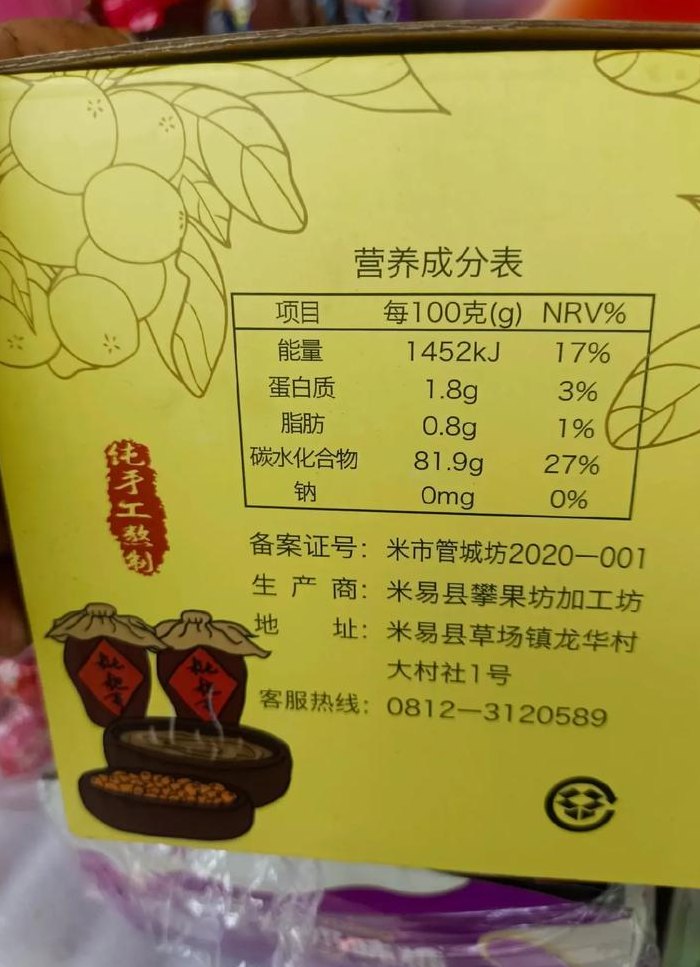 营养成分表
项目 每100克(g) NRV%
能量 1452kJ 17%
蛋白质 1.8g 3%
脂肪 0.8g 1%
碳水化合物 81.9g 27%
钠 0mg 0%
纯手工熬制
备案证号：米市管城坊2020—001
生产商：米易县攀果坊加工坊
地址：米易县草场镇龙华村
大村社1号
客服热线：0812—3120589